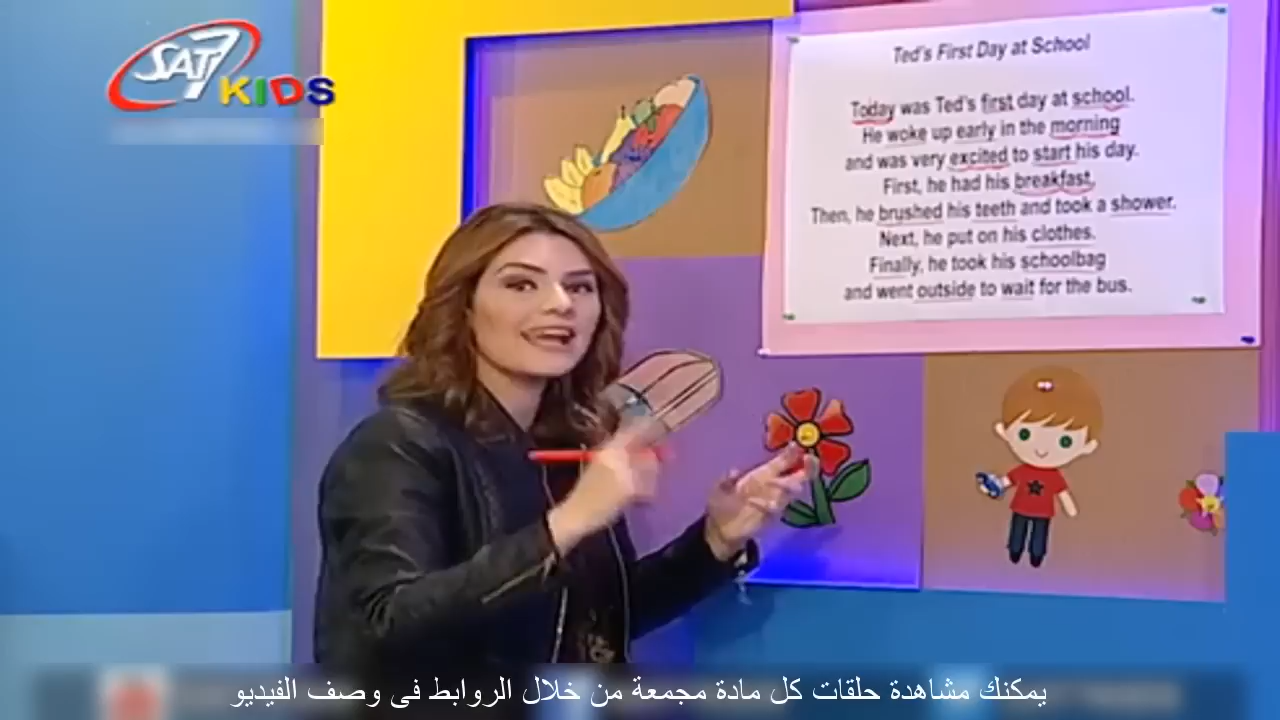 SAT7
KIDS
Ted's First Day at School
Today was Ted's first day at school.
He woke up early in the morning
and was very excited to start his day.
First, he had his breakfast,
Then, he brushed his teeth and took a shower.
Next, he put on his clothes.
Finally, he took his schoolbag
and went outside to wait for the bus.
يمكنك مشاهدة حلقات كل مادة مجمعة من خلال الروابط فى وصف الفيديو